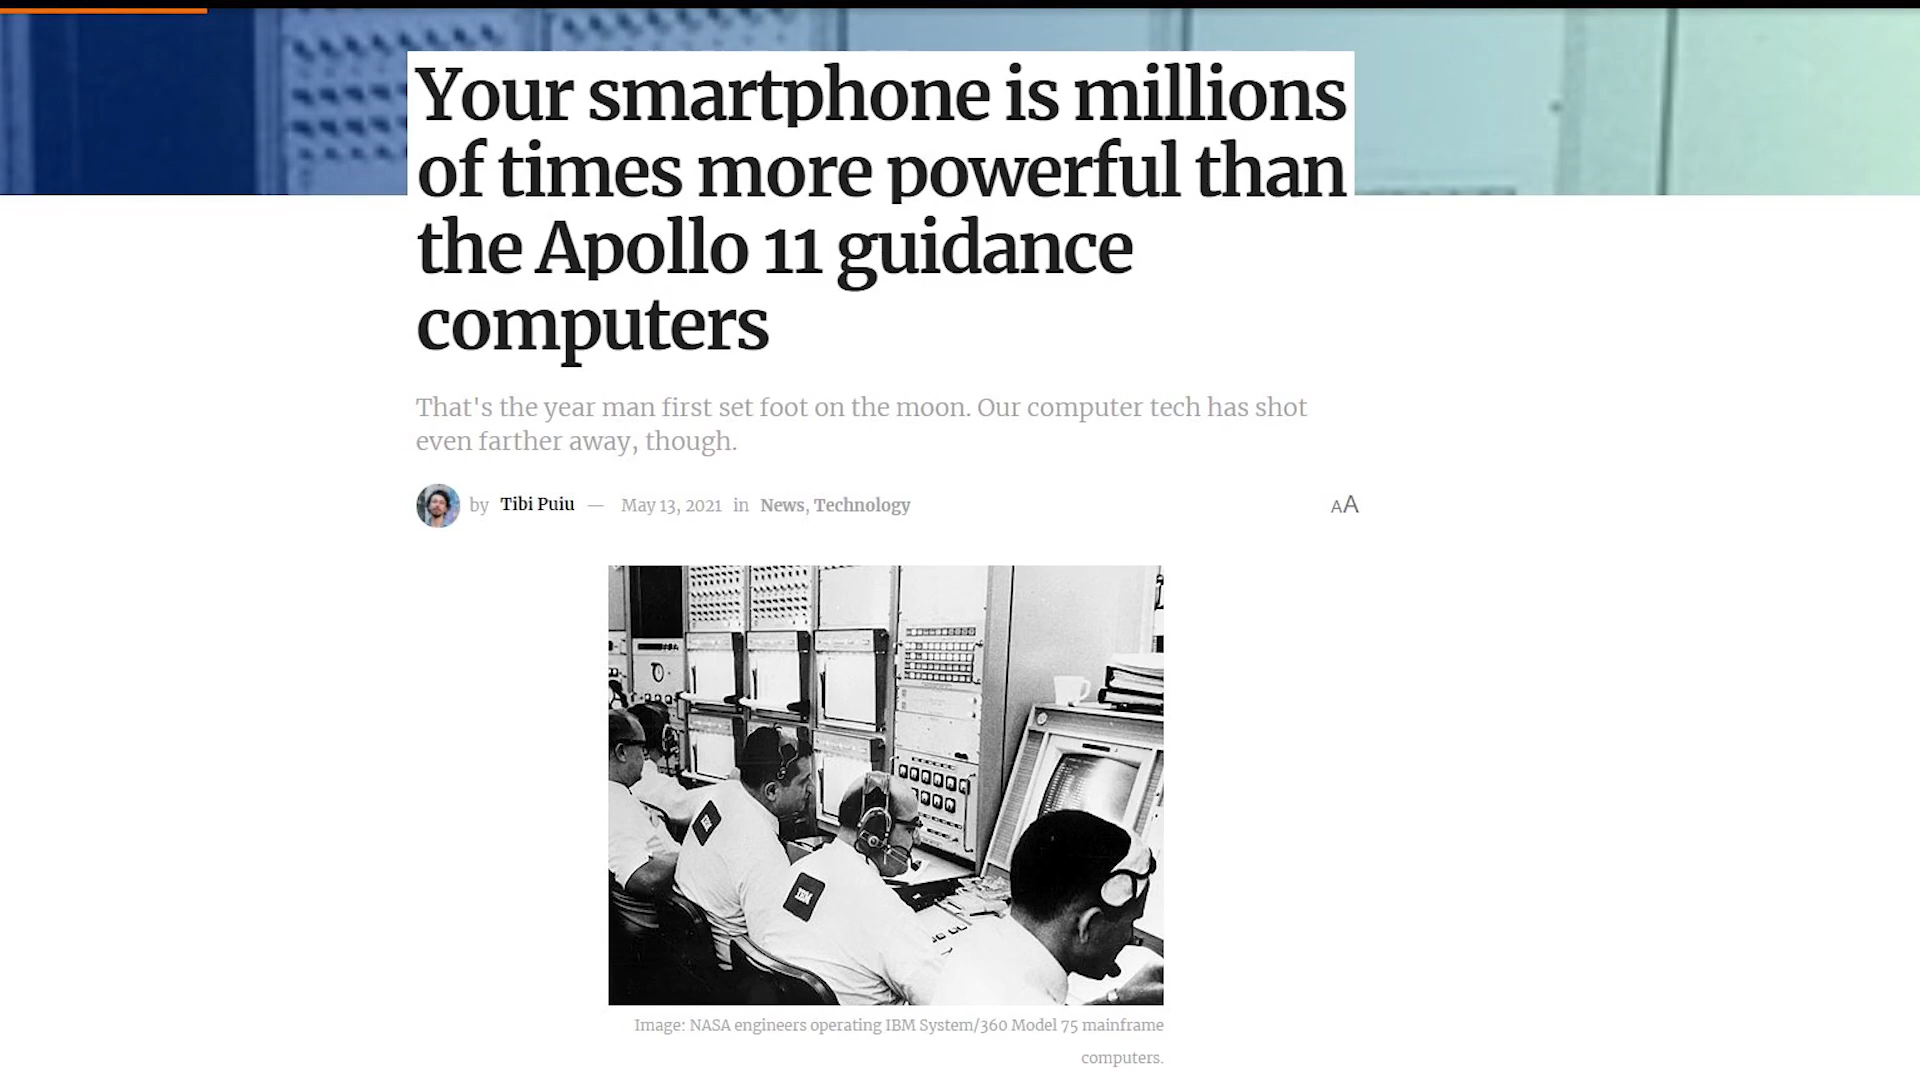 Your smartphone is millions
of times more powerful than
the Apollo 11 guidance
computers
That's the year man first set foot on the moon. Our computer tech has shot
even farther away, though.
by Tibi Puiu — May 13, 2021 in News, Technology
AA
IBM
IBM
Image: NASA engineers operating IBM System/360 Model 75 mainframe
computers.